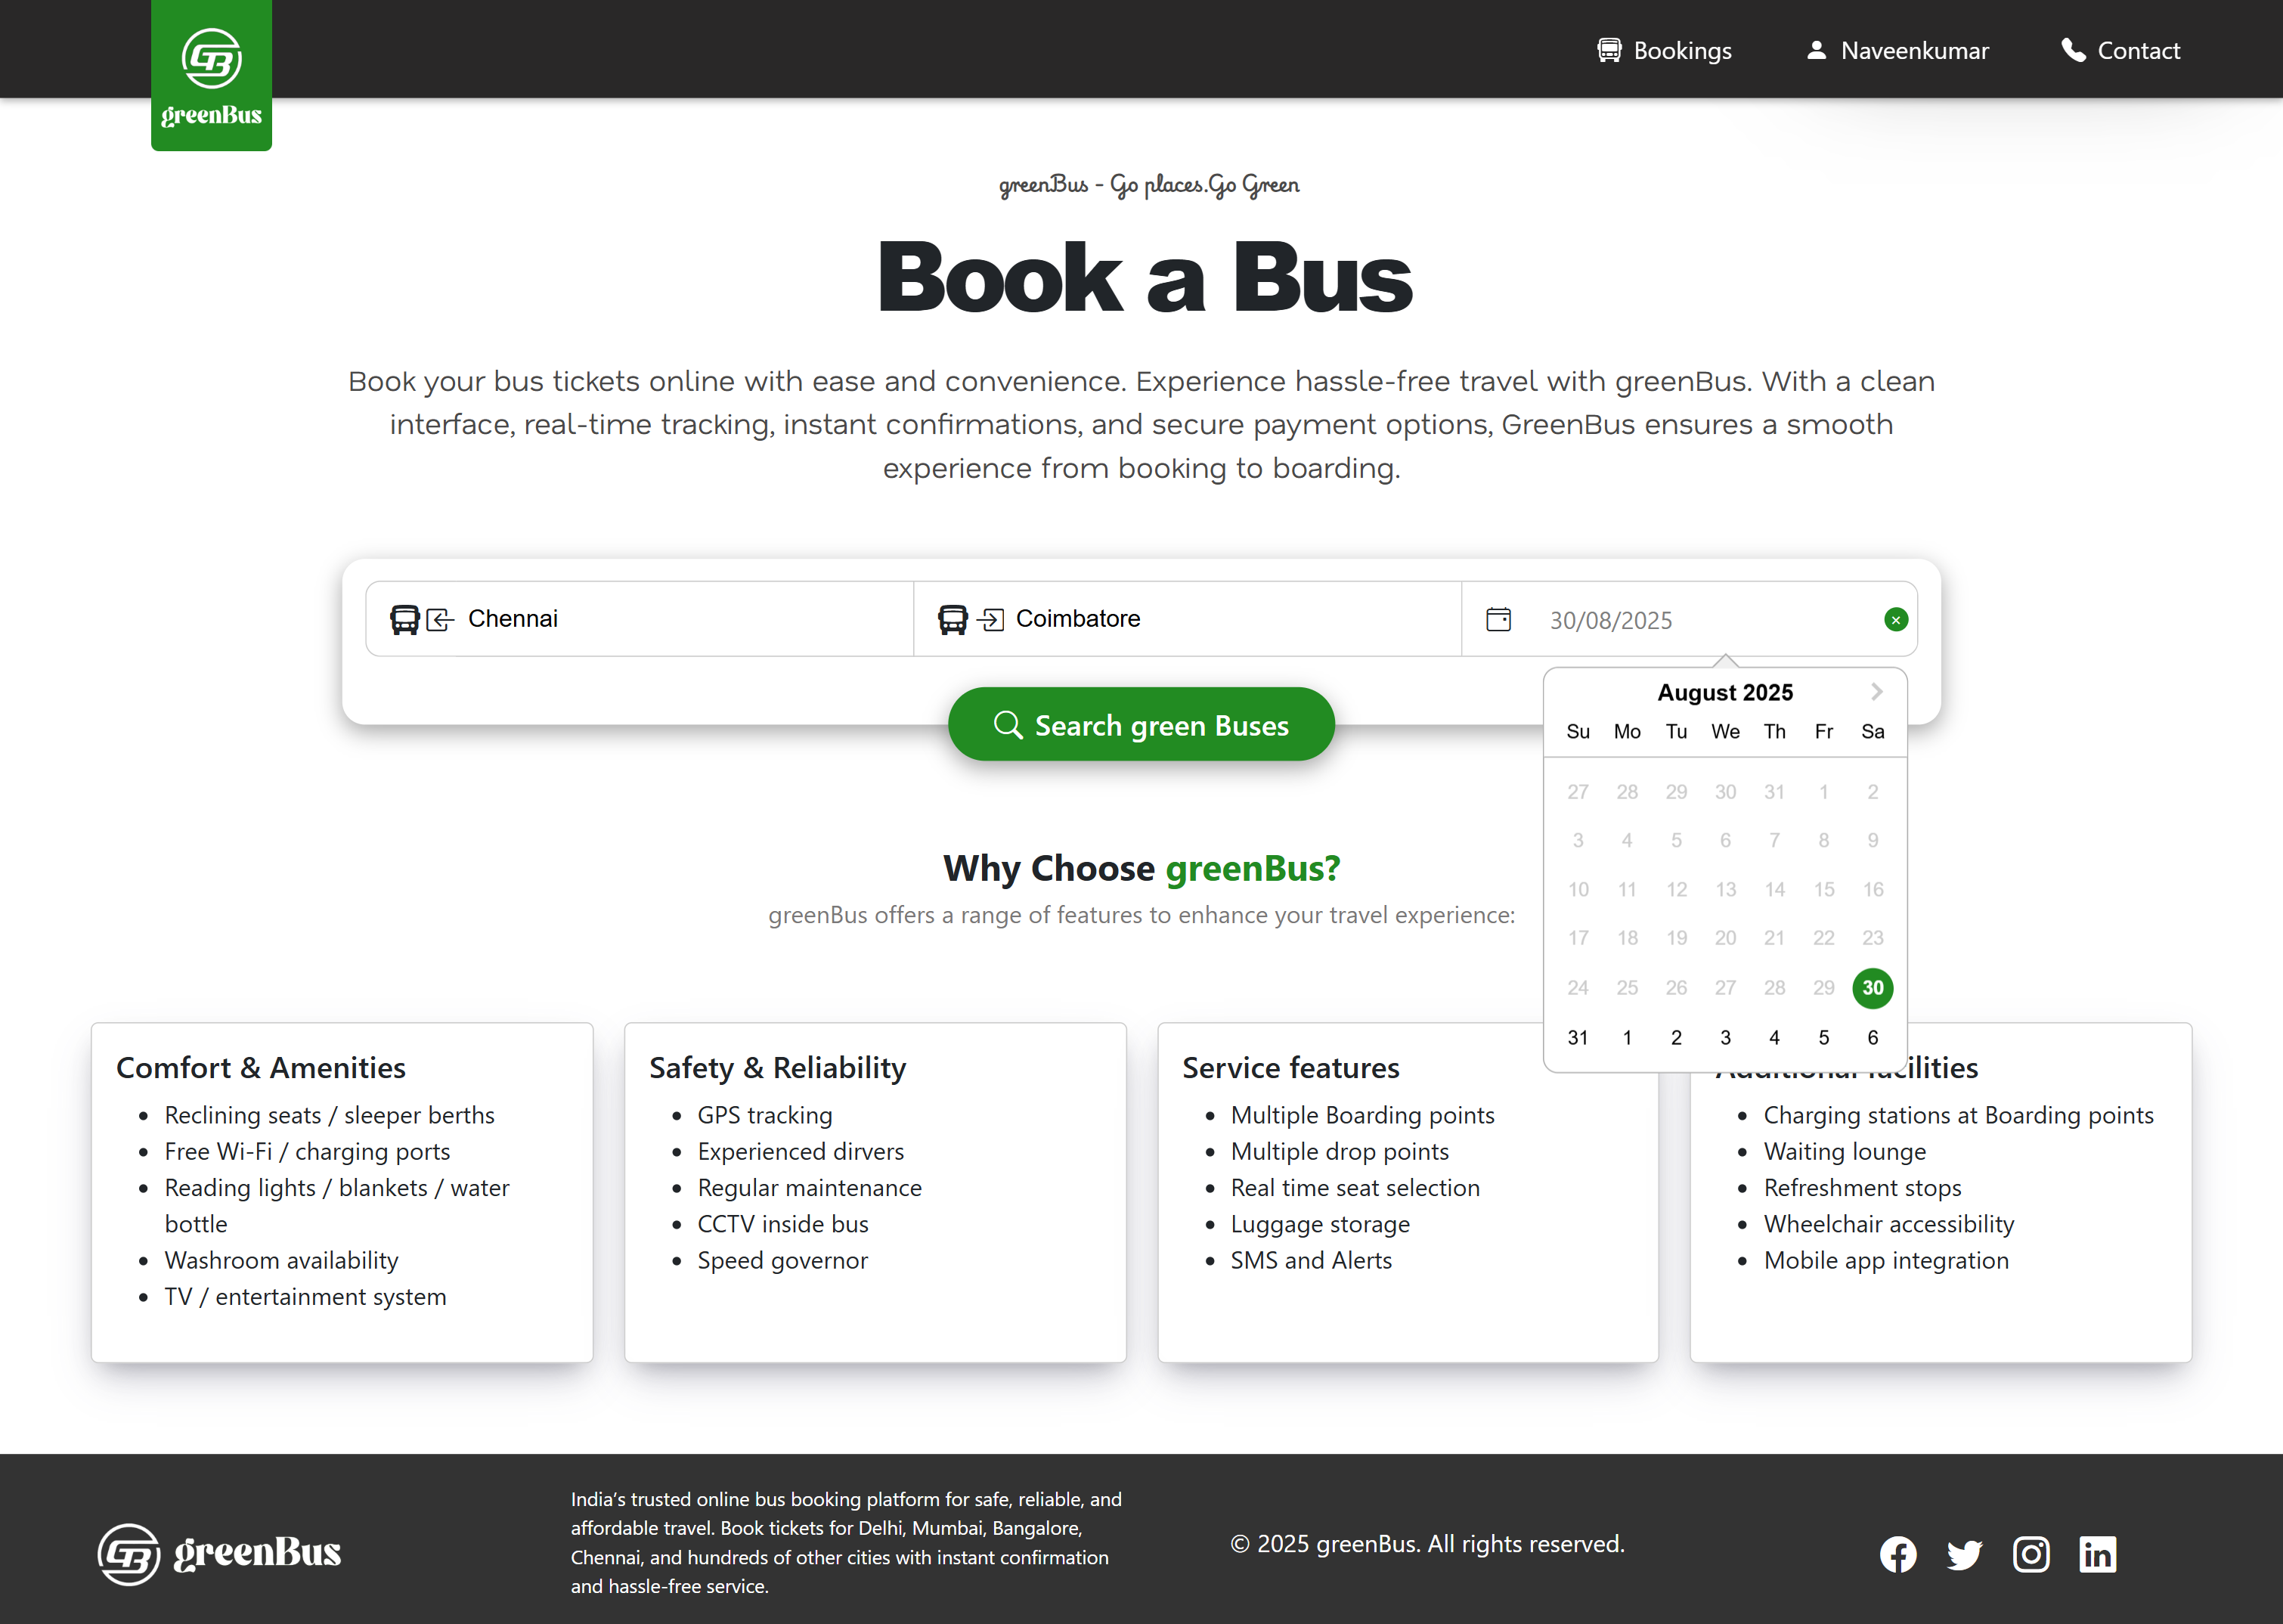 GB
greenBus
Bookings
Naveenkumar
Contact
greenBus - Go places.Go Green
Book a Bus
Book your bus tickets online with ease and convenience. Experience hassle-free travel with greenBus. With a clean
interface, real-time tracking, instant confirmations, and secure payment options, GreenBus ensures a smooth
experience from booking to boarding.
Chennai
Coimbatore
30/08/2025
Search green Buses
August 2025
Su Mo Tu We Th Fr Sa
27 28 29 30 31 1 2
3 4 5 6 7 8 9
10 11 12 13 14 15 16
17 18 19 20 21 22 23
24 25 26 27 28 29 30
31 1 2 3 4 5 6
Why Choose greenBus?
greenBus offers a range of features to enhance your travel experience:
Comfort & Amenities
Reclining seats / sleeper berths
Free Wi-Fi / charging ports
Reading lights / blankets / water
bottle
Washroom availability
TV / entertainment system
Safety & Reliability
GPS tracking
Experienced dirvers
Regular maintenance
CCTV inside bus
Speed governor
Service features
Multiple Boarding points
Multiple drop points
Real time seat selection
Luggage storage
SMS and Alerts
Additional facilities
Charging stations at Boarding points
Waiting lounge
Refreshment stops
Wheelchair accessibility
Mobile app integration
GB greenBus
India’s trusted online bus booking platform for safe, reliable, and
affordable travel. Book tickets for Delhi, Mumbai, Bangalore,
Chennai, and hundreds of other cities with instant confirmation
and hassle-free service.
© 2025 greenBus. All rights reserved.